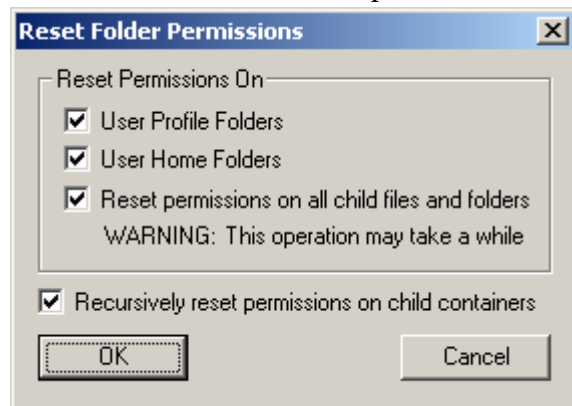 Reset Folder Permissions
Reset Permissions On
User Profile Folders
User Home Folders
Reset permissions on all child files and folders
WARNING: This operation may take a while
Recursively reset permissions on child containers
OK Cancel